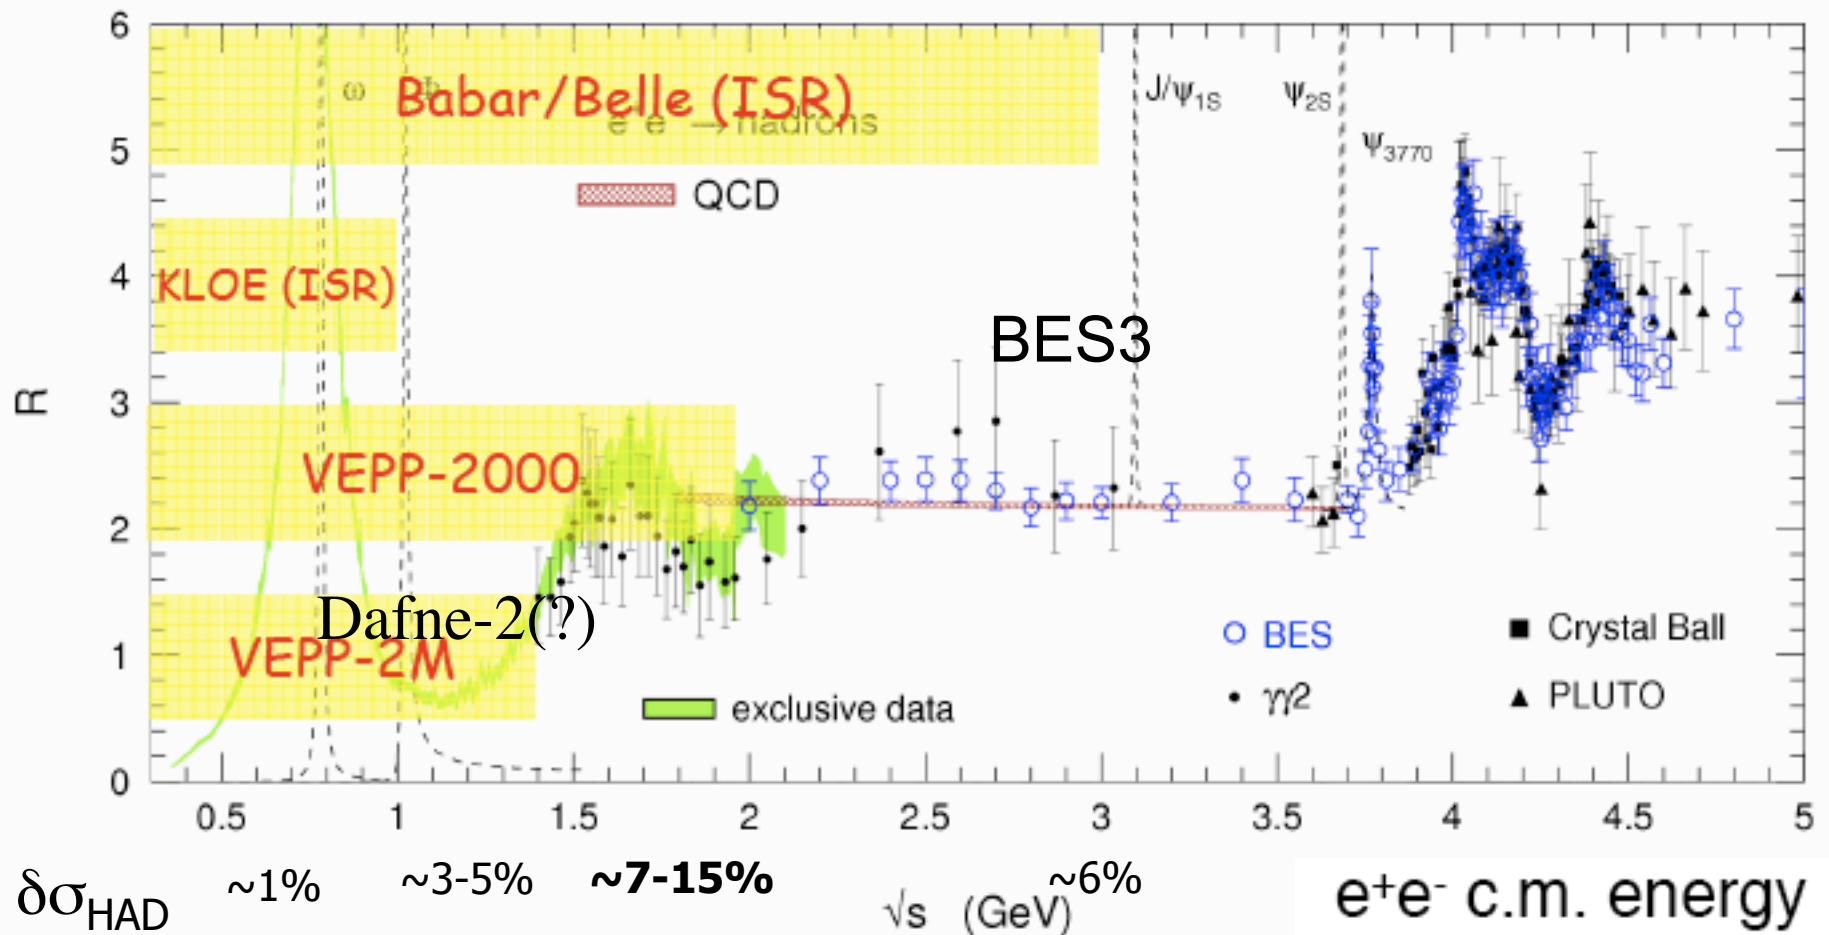 6
5
4
3
2
1
0
R
ω Φ
Babar/Belle (ISR)
e⁺e⁻ → hadrons
J/ψ1S
ψ2S
ψ3770
QCD
KLOE (ISR)
BES3
VEPP-2000
Dafne-2(?)
VEPP-2M
BES
Crystal Ball
γγ2
PLUTO
exclusive data
0.5 1 1.5 2 2.5 3 3.5 4 4.5 5
δσHAD ~1% ~3-5% ~7-15% ~6%
√s (GeV)
e+e- c.m. energy